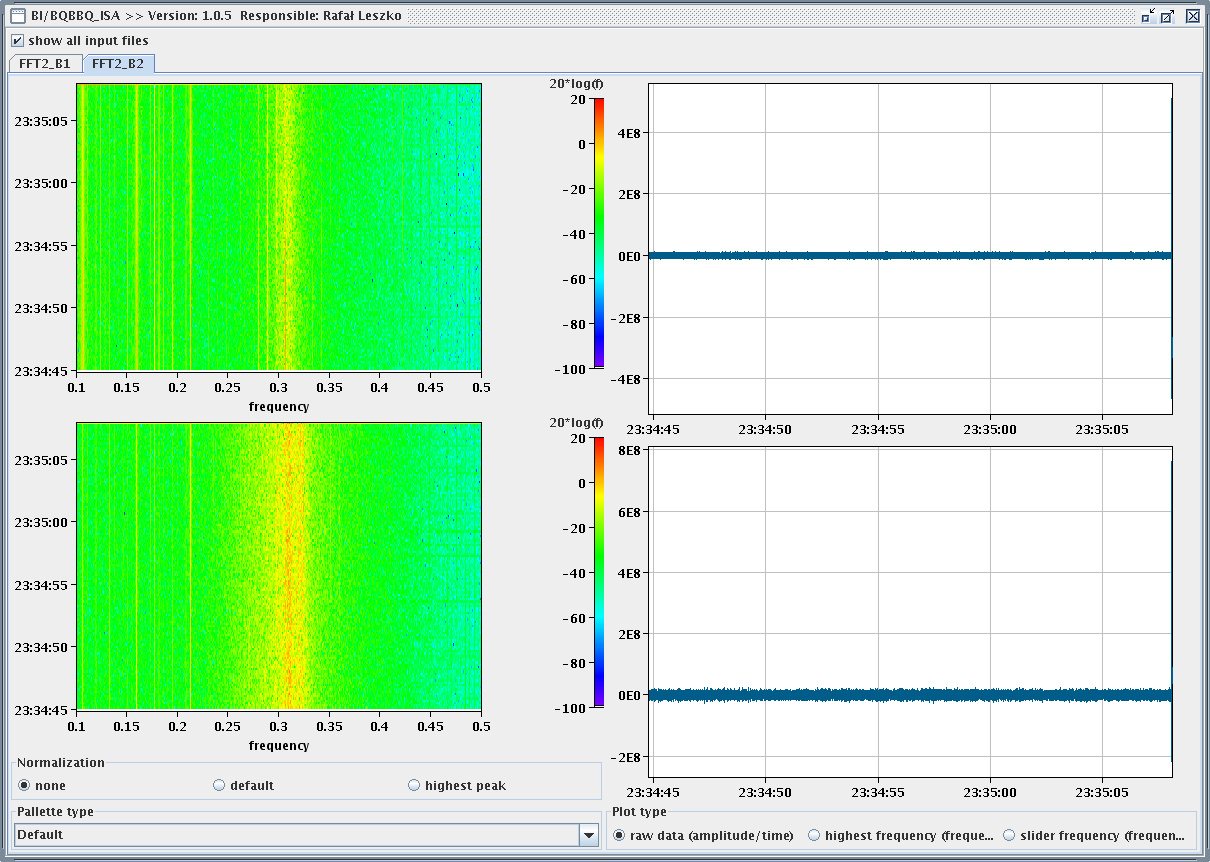 BI/BQBBQ_ISA >> Version: 1.0.5 Responsible: Rafał Leszko
show all input files
FFT2_B1 FFT2_B2
20*log(f)
20
0
-20
-40
-60
-80
-100
23:35:05
23:35:00
23:34:55
23:34:50
23:34:45
0.1 0.15 0.2 0.25 0.3 0.35 0.4 0.45 0.5
frequency
4E8
2E8
0E0
-2E8
-4E8
23:34:45 23:34:50 23:34:55 23:35:00 23:35:05
20*log(f)
20
0
-20
-40
-60
-80
-100
23:35:05
23:35:00
23:34:55
23:34:50
23:34:45
0.1 0.15 0.2 0.25 0.3 0.35 0.4 0.45 0.5
frequency
8E8
6E8
4E8
2E8
0E0
-2E8
23:34:45 23:34:50 23:34:55 23:35:00 23:35:05
Normalization
none default highest peak
Pallette type
Default
Plot type
raw data (amplitude/time) highest frequency (freque... slider frequency (frequen...